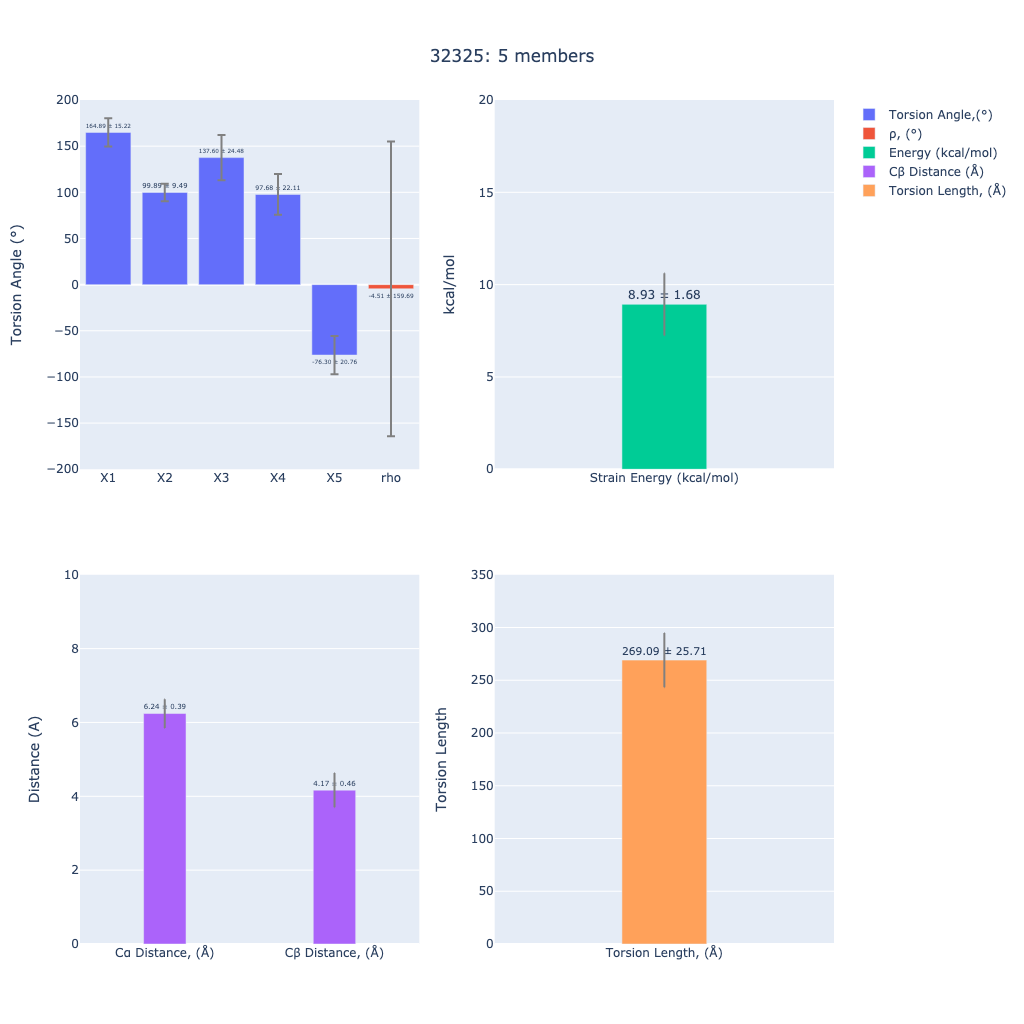 32325: 5 members
Torsion Angle (°)
200
150
100
50
0
−50
−100
−150
−200
164.89 ± 15.22
99.89 ± 9.49
137.60 ± 24.48
97.68 ± 22.11
-76.30 ± 20.76
-4.51 ± 159.69
X1
X2
X3
X4
X5
rho
kcal/mol
20
15
10
5
0
8.93 ± 1.68
Strain Energy (kcal/mol)
Torsion Angle,(°)
ρ, (°)
Energy (kcal/mol)
Cβ Distance (Å)
Torsion Length, (Å)
Distance (A)
10
8
6
4
2
0
6.24 ± 0.39
4.17 ± 0.46
Cα Distance, (Å)
Cβ Distance, (Å)
Torsion Length
350
300
250
200
150
100
50
0
269.09 ± 25.71
Torsion Length, (Å)